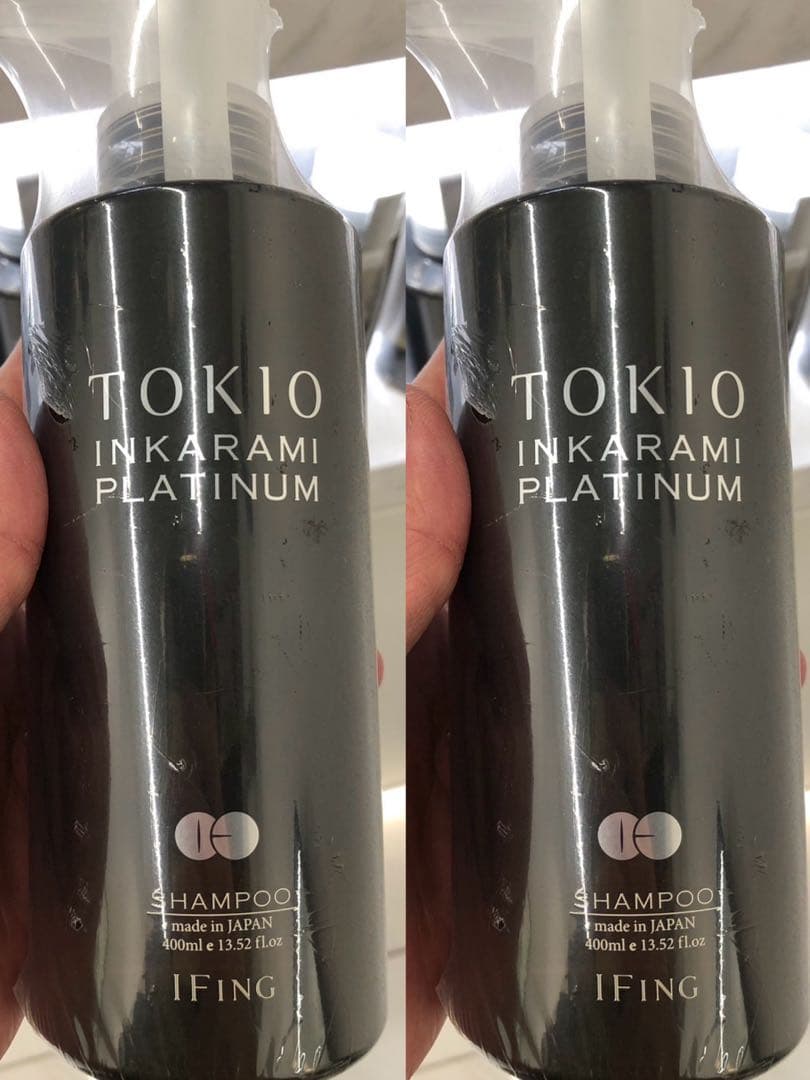 TOKIO
INKARAMI
PLATINUM
SHAMPOO
made in JAPAN
400ml e 13.52 fl.oz
IFING
TOKIO
INKARAMI
PLATINUM
SHAMPOO
made in JAPAN
400ml e 13.52 fl.oz
IFING